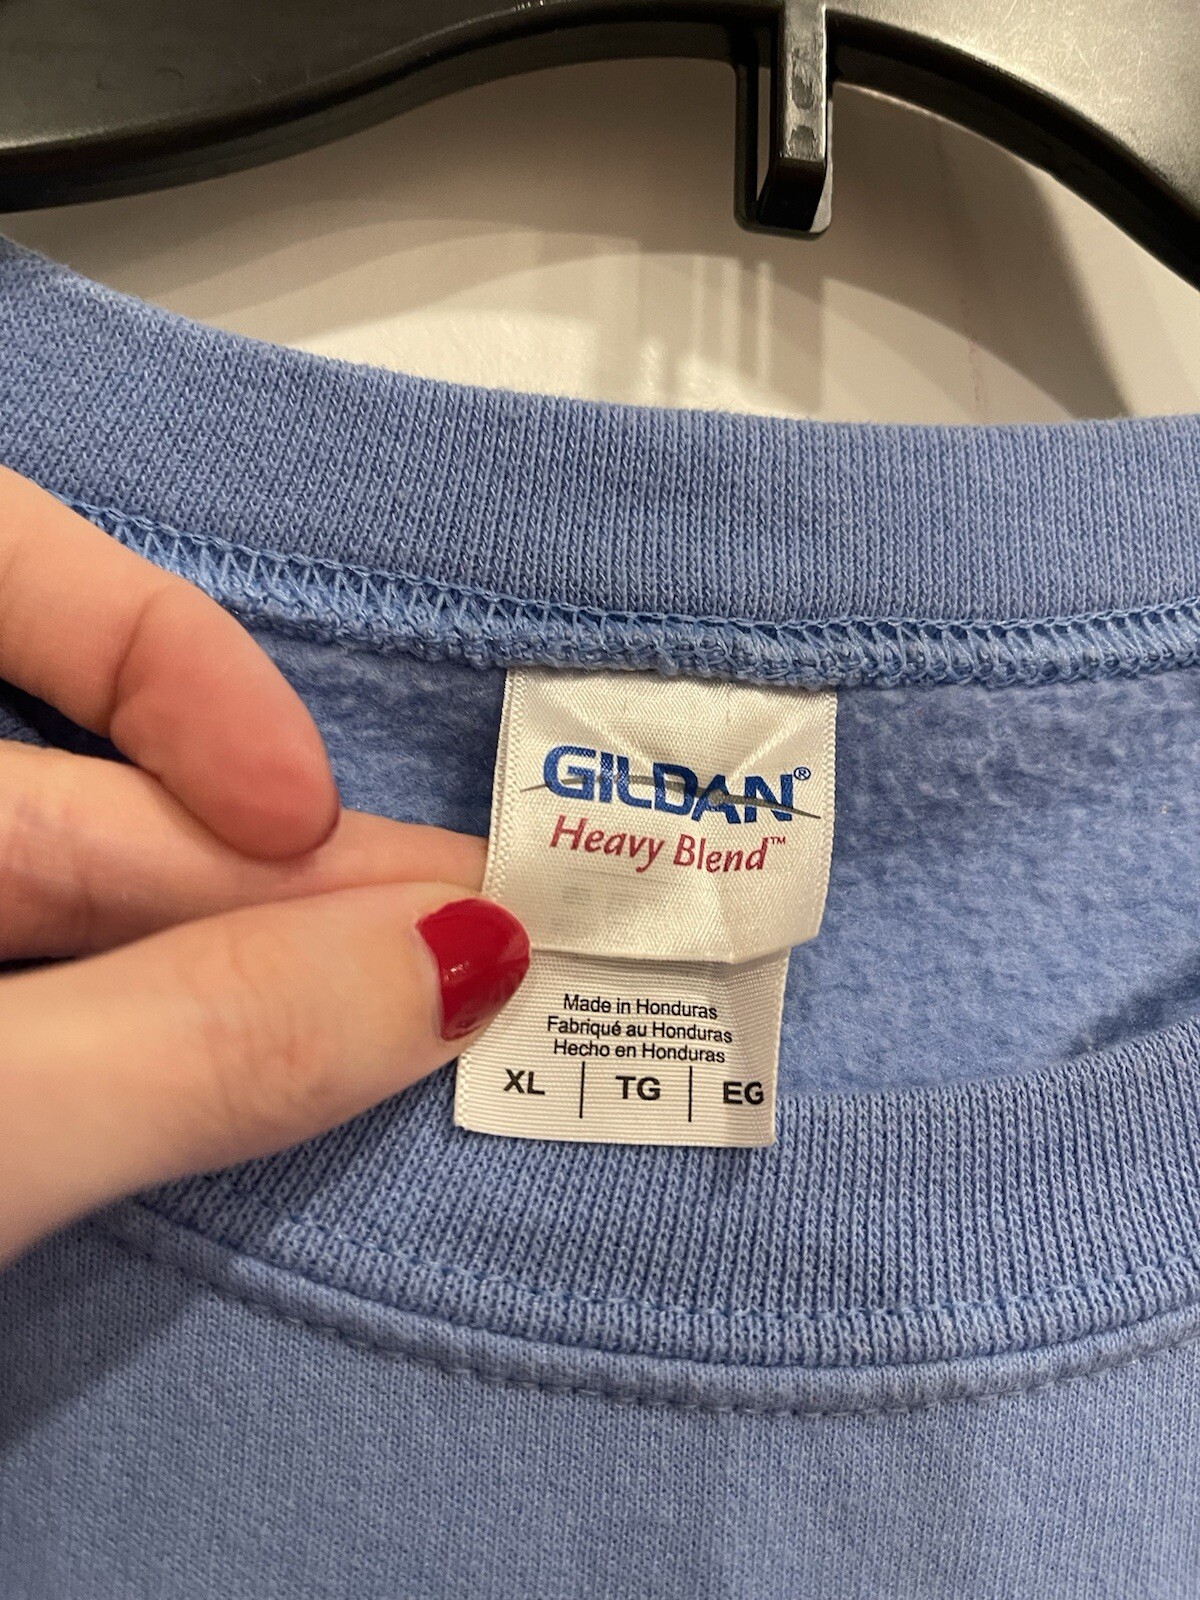 GILDAN®
Heavy Blend™
Made in Honduras
Fabriqué au Honduras
Hecho en Honduras
XL | TG | EG